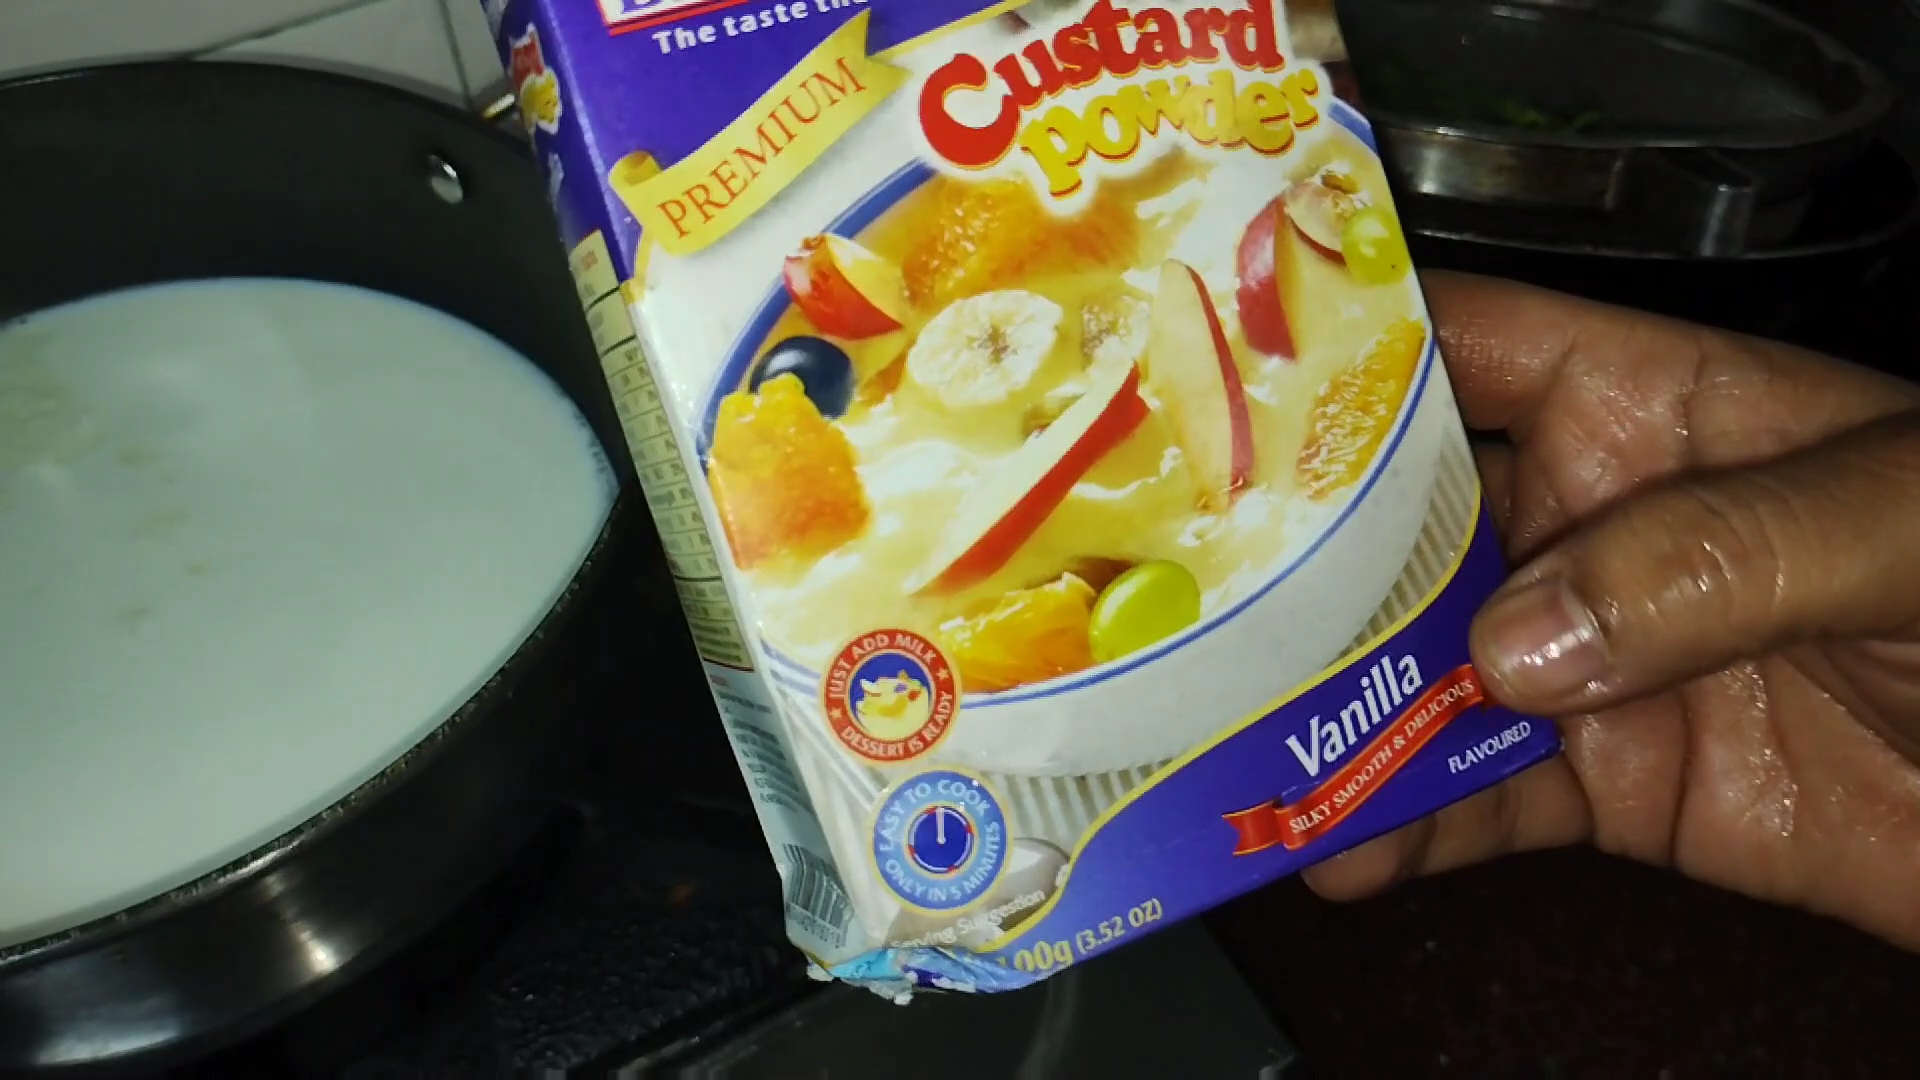 The taste
PREMIUM
Custard
powder
JUST ADD MILK
DESSERT IS READY
EASY TO COOK
ONLY IN 5 MINUTES
Vanilla
SILKY SMOOTH & DELICIOUS
FLAVOURED
Serving Suggestion
100g (3.52 OZ)